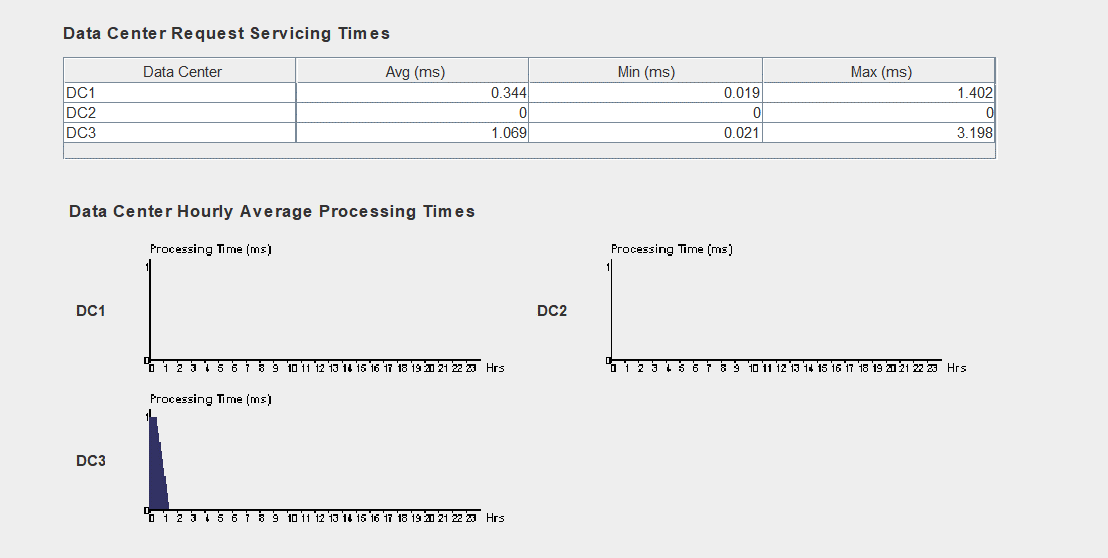 Data Center Request Servicing Times
Data Center Avg (ms) Min (ms) Max (ms)
DC1 0.344 0.019 1.402
DC2 0 0 0
DC3 1.069 0.021 3.198
Data Center Hourly Average Processing Times
Processing Time (ms)
1
DC1
0
0 1 2 3 4 5 6 7 8 9 10 11 12 13 14 15 16 17 18 19 20 21 22 23 Hrs
Processing Time (ms)
1
DC2
0
0 1 2 3 4 5 6 7 8 9 10 11 12 13 14 15 16 17 18 19 20 21 22 23 Hrs
Processing Time (ms)
1
DC3
0
0 1 2 3 4 5 6 7 8 9 10 11 12 13 14 15 16 17 18 19 20 21 22 23 Hrs